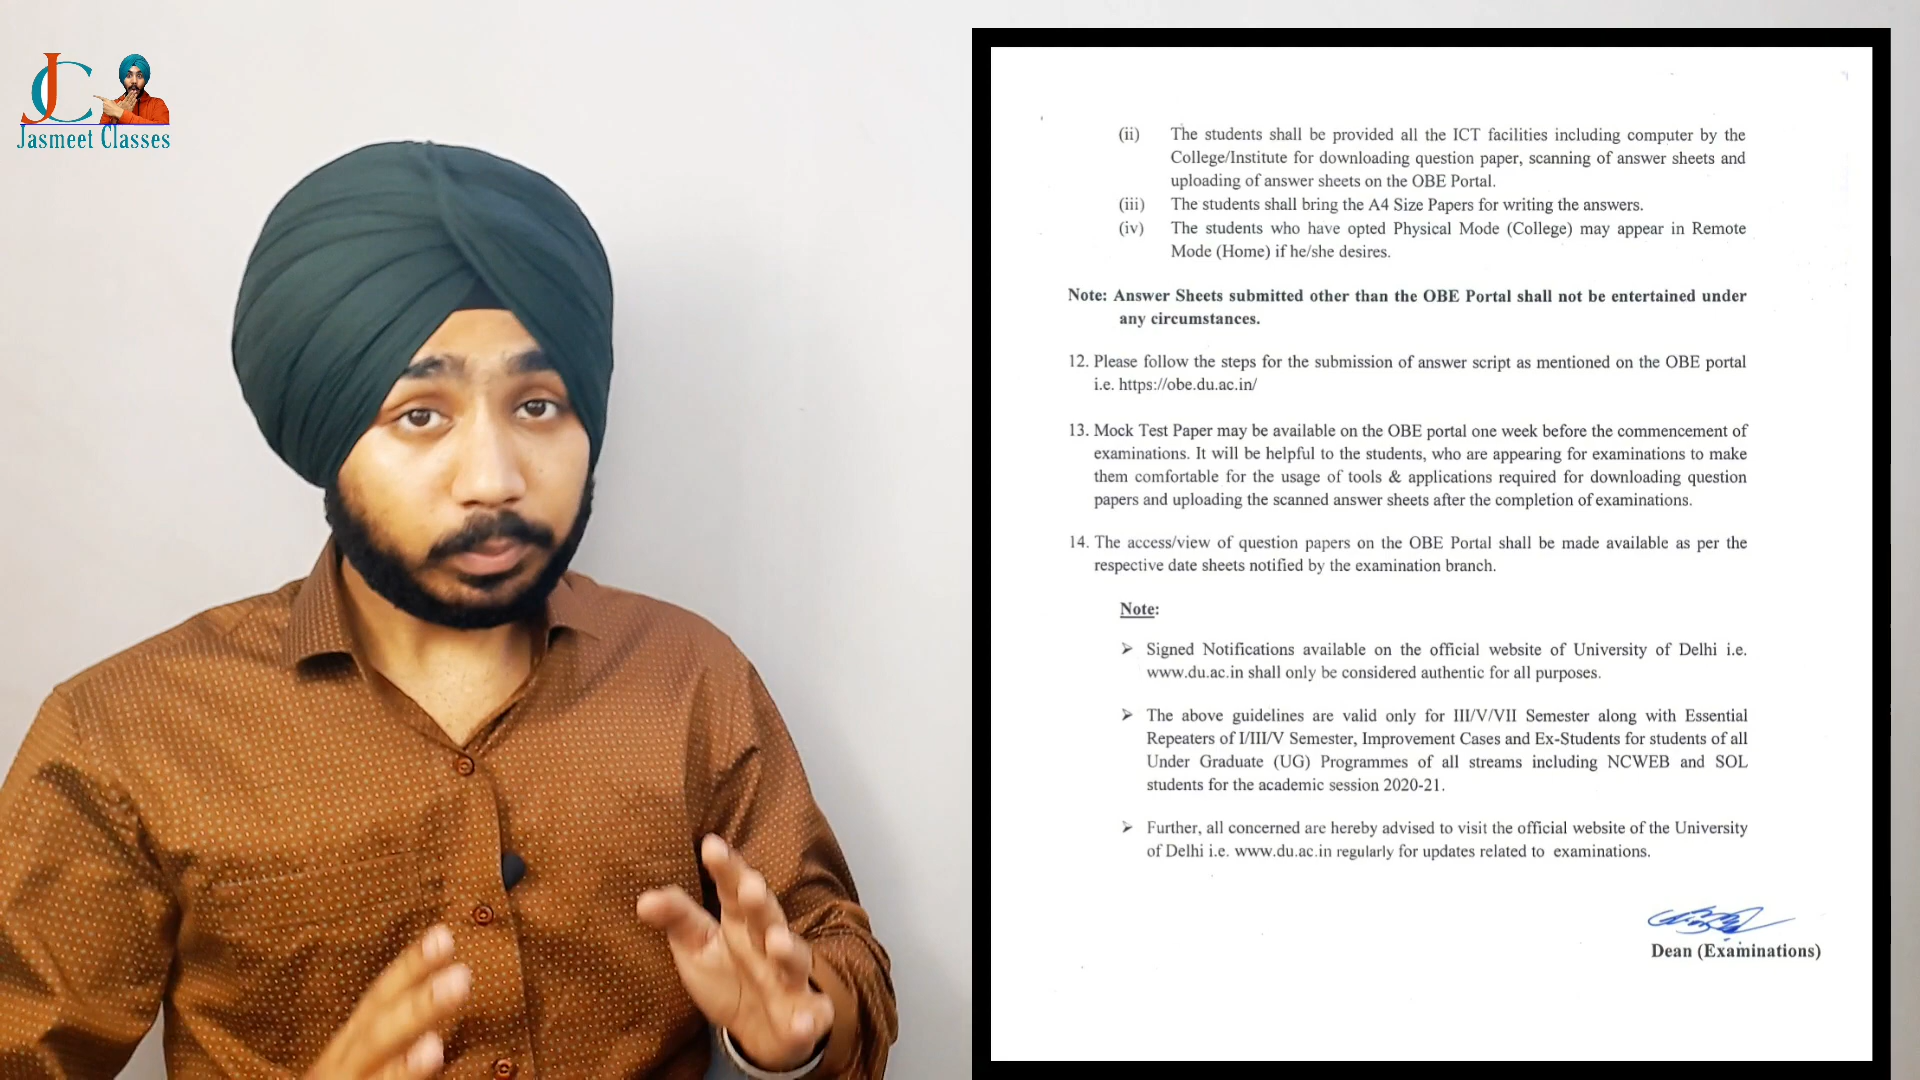 JC
Jasmeet Classes
(ii) The students shall be provided all the ICT facilities including computer by the
College/Institute for downloading question paper, scanning of answer sheets and
uploading of answer sheets on the OBE Portal.
(iii) The students shall bring the A4 Size Papers for writing the answers.
(iv) The students who have opted Physical Mode (College) may appear in Remote
Mode (Home) if he/she desires.
Note: Answer Sheets submitted other than the OBE Portal shall not be entertained under
any circumstances.
12. Please follow the steps for the submission of answer script as mentioned on the OBE portal
i.e. https://obe.du.ac.in/
13. Mock Test Paper may be available on the OBE portal one week before the commencement of
examinations. It will be helpful to the students, who are appearing for examinations to make
them comfortable for the usage of tools & applications required for downloading question
papers and uploading the scanned answer sheets after the completion of examinations.
14. The access/view of question papers on the OBE Portal shall be made available as per the
respective date sheets notified by the examination branch.
Note:
➢ Signed Notifications available on the official website of University of Delhi i.e.
www.du.ac.in shall only be considered authentic for all purposes.
➢ The above guidelines are valid only for III/V/VII Semester along with Essential
Repeaters of I/III/V Semester, Improvement Cases and Ex-Students for students of all
Under Graduate (UG) Programmes of all streams including NCWEB and SOL
students for the academic session 2020-21.
➢ Further, all concerned are hereby advised to visit the official website of the University
of Delhi i.e. www.du.ac.in regularly for updates related to examinations.
Dean (Examinations)